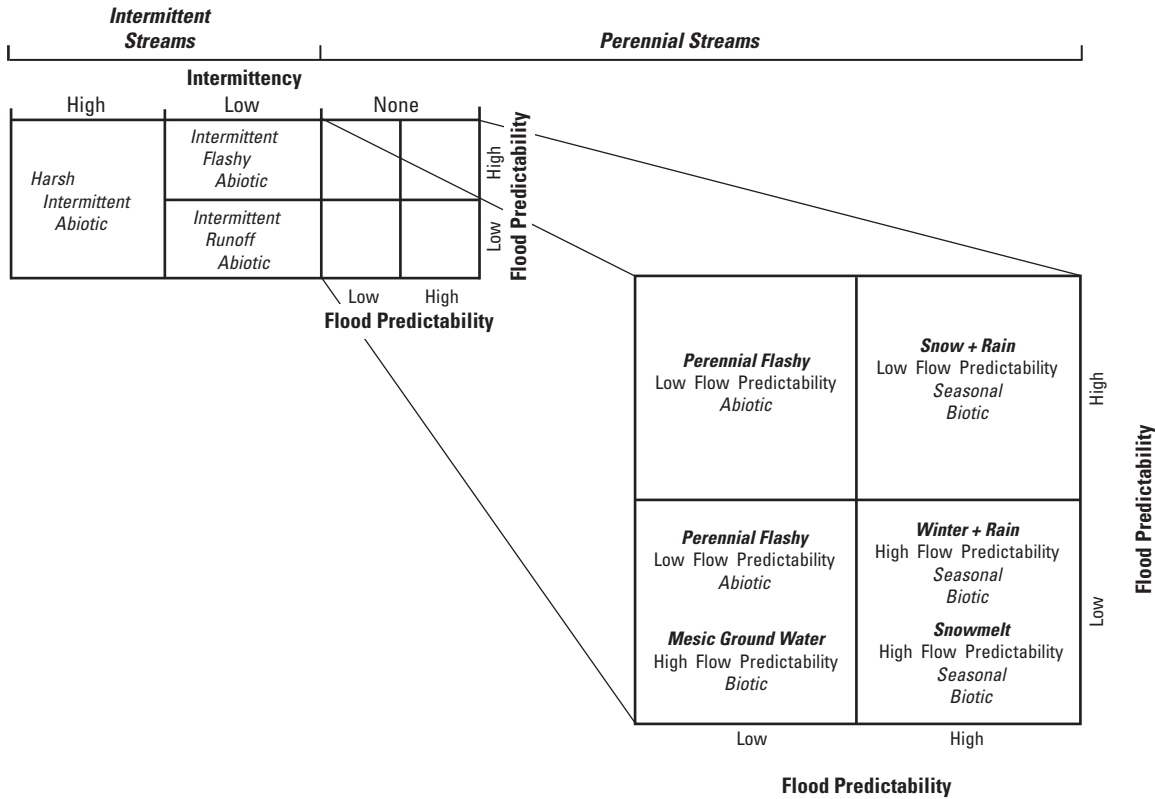 Intermittent
Streams
Perennial Streams
Intermittency
High
Low
None
Harsh
Intermittent
Abiotic
Intermittent
Flashy
Abiotic
Intermittent
Runoff
Abiotic
High
Low
Flood Predictability
Low
High
Flood Predictability
Perennial Flashy
Low Flow Predictability
Abiotic
Snow + Rain
Low Flow Predictability
Seasonal
Biotic
Perennial Flashy
Low Flow Predictability
Abiotic
Mesic Ground Water
High Flow Predictability
Biotic
Winter + Rain
High Flow Predictability
Seasonal
Biotic
Snowmelt
High Flow Predictability
Seasonal
Biotic
High
Low
Flood Predictability
Low
High
Flood Predictability